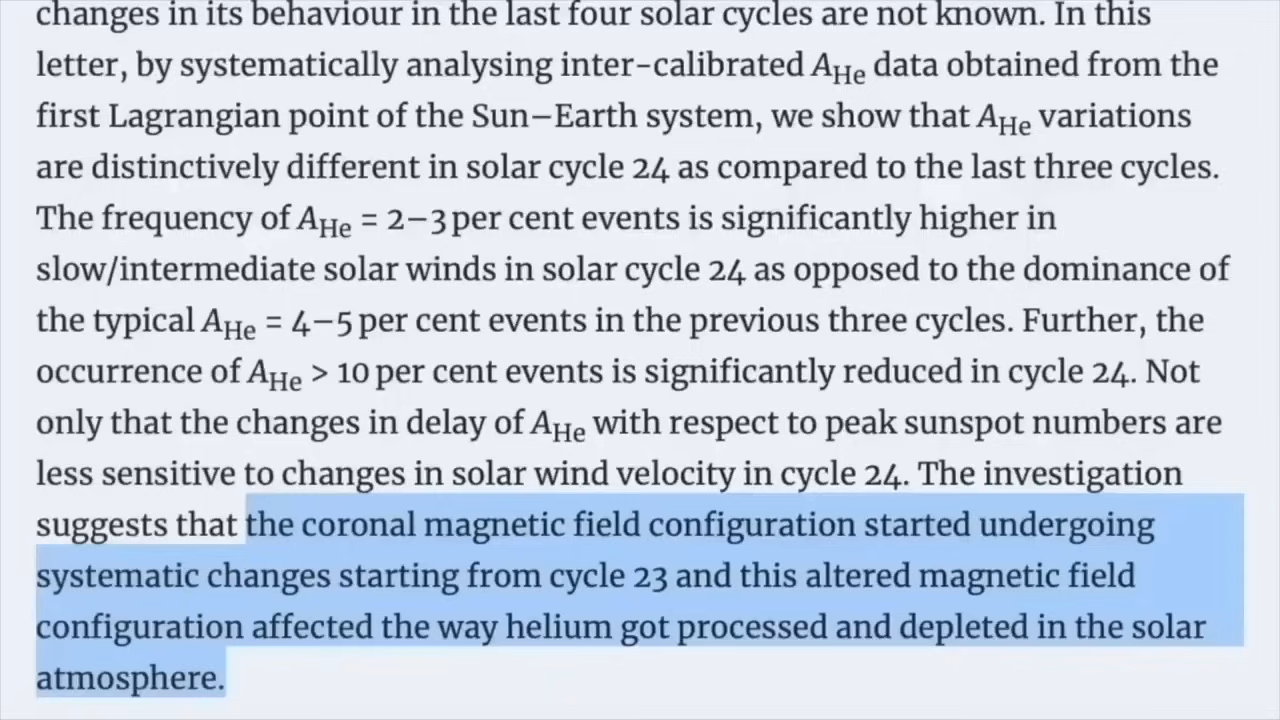 changes in its behaviour in the last four solar cycles are not known. In this
letter, by systematically analysing inter-calibrated AHe data obtained from the
first Lagrangian point of the Sun–Earth system, we show that AHe variations
are distinctively different in solar cycle 24 as compared to the last three cycles.
The frequency of AHe = 2–3 per cent events is significantly higher in
slow/intermediate solar winds in solar cycle 24 as opposed to the dominance of
the typical AHe = 4–5 per cent events in the previous three cycles. Further, the
occurrence of AHe > 10 per cent events is significantly reduced in cycle 24. Not
only that the changes in delay of AHe with respect to peak sunspot numbers are
less sensitive to changes in solar wind velocity in cycle 24. The investigation
suggests that the coronal magnetic field configuration started undergoing
systematic changes starting from cycle 23 and this altered magnetic field
configuration affected the way helium got processed and depleted in the solar
atmosphere.